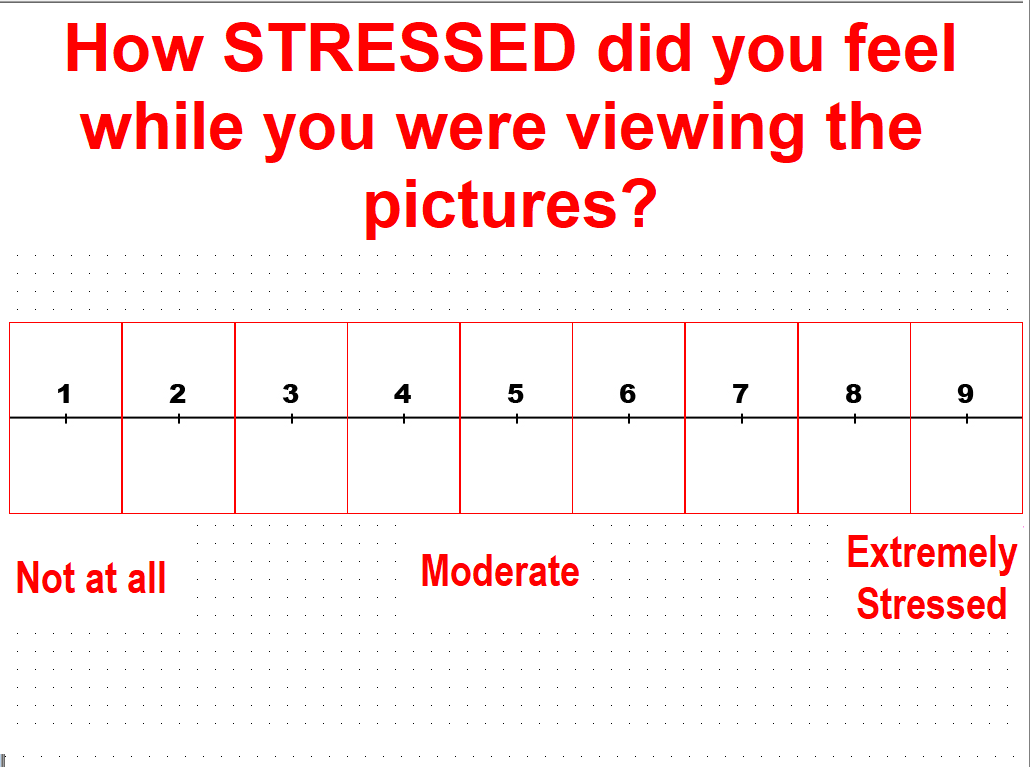 How STRESSED did you feel
while you were viewing the
pictures?
1 2 3 4 5 6 7 8 9
Not at all
Moderate
Extremely
Stressed